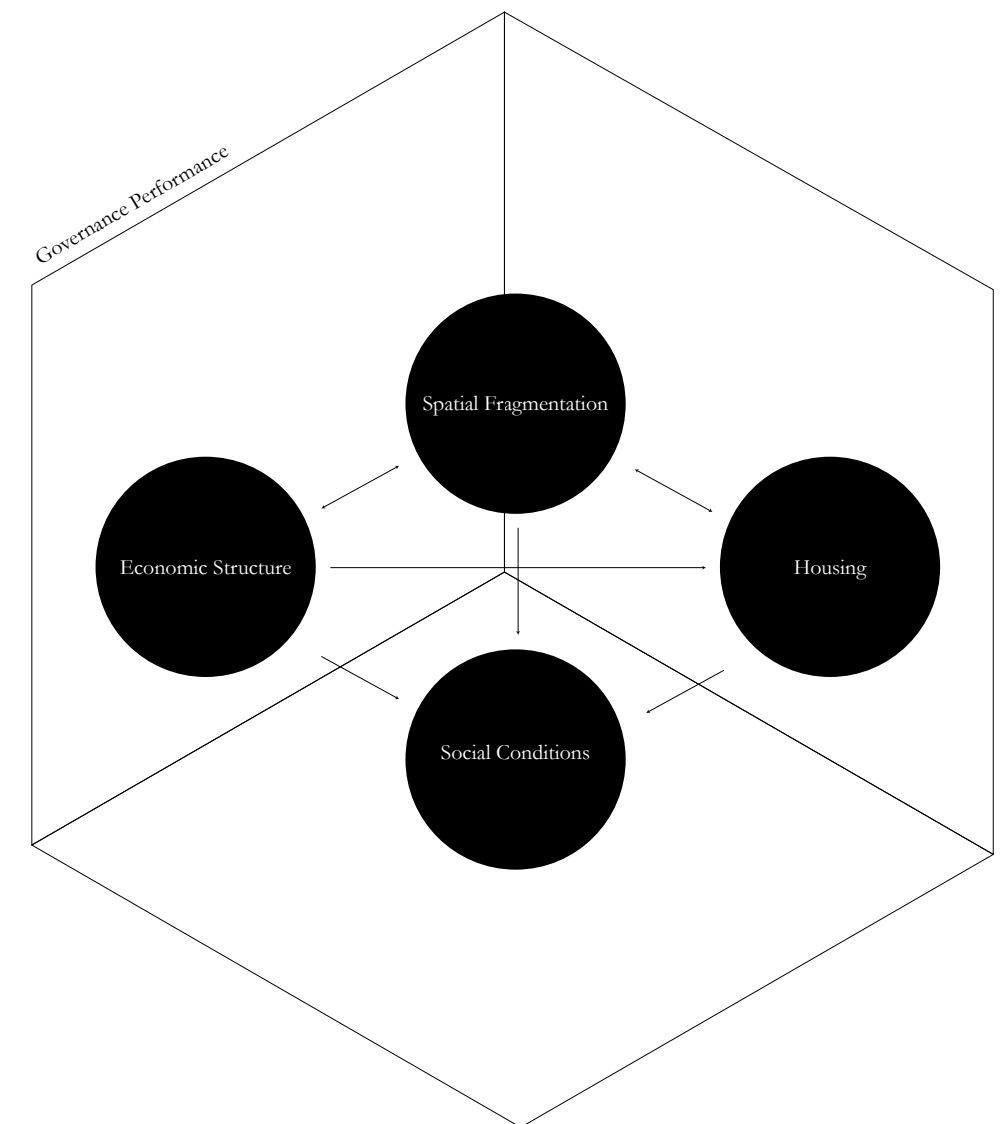 Governance Performance
Spatial Fragmentation
Economic Structure
Housing
Social Conditions